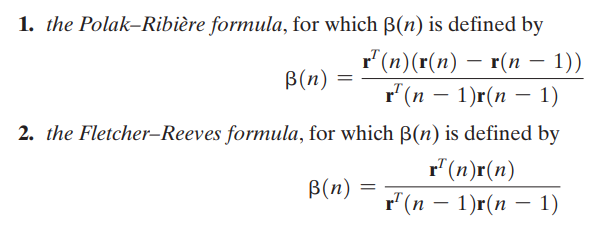 1. the Polak–Ribière formula, for which β(n) is defined by
β(n) = r^T(n)(r(n) − r(n − 1)) / r^T(n − 1)r(n − 1)
2. the Fletcher–Reeves formula, for which β(n) is defined by
β(n) = r^T(n)r(n) / r^T(n − 1)r(n − 1)